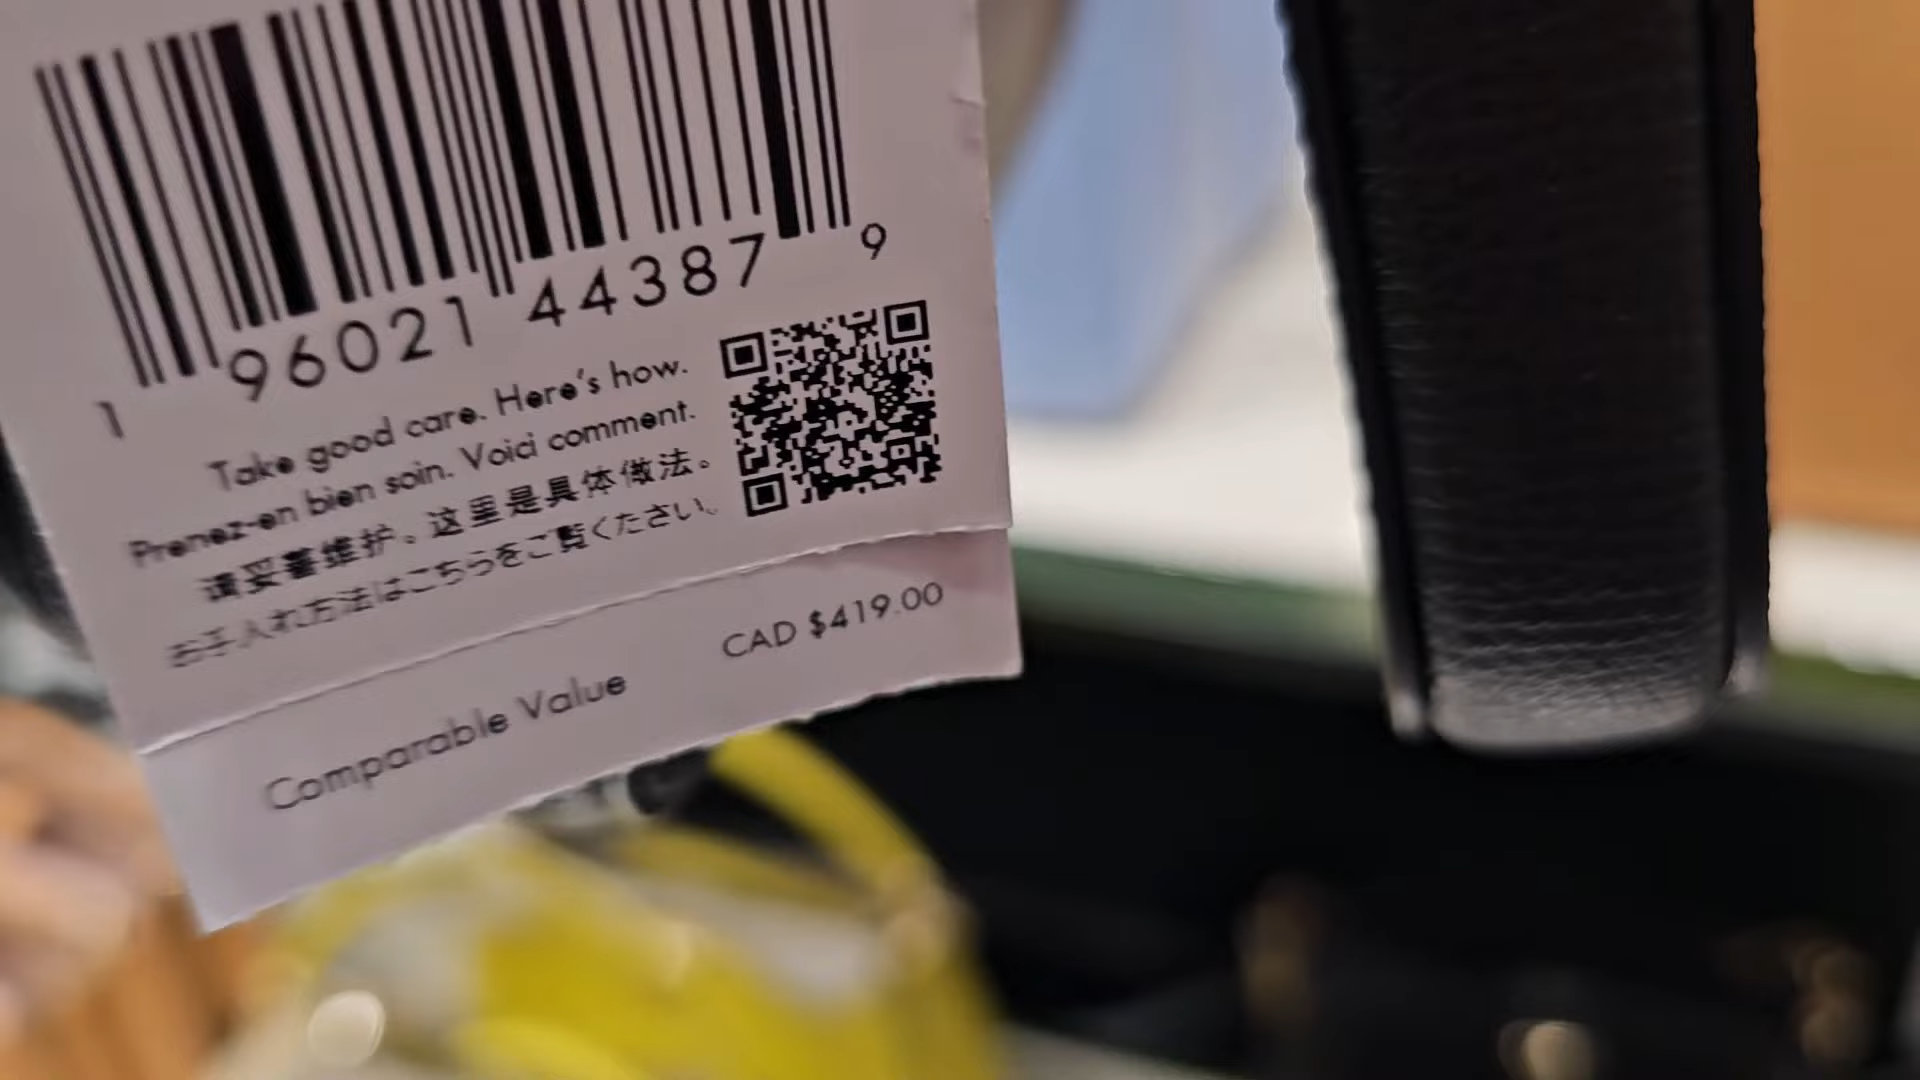 1 96021 44387 9
Take good care. Here's how.
Prenez-en bien soin. Voici comment.
请妥善维护。这里是具体做法。
お手入れ方法はこちらをご覧ください。
Comparable Value CAD $419.00